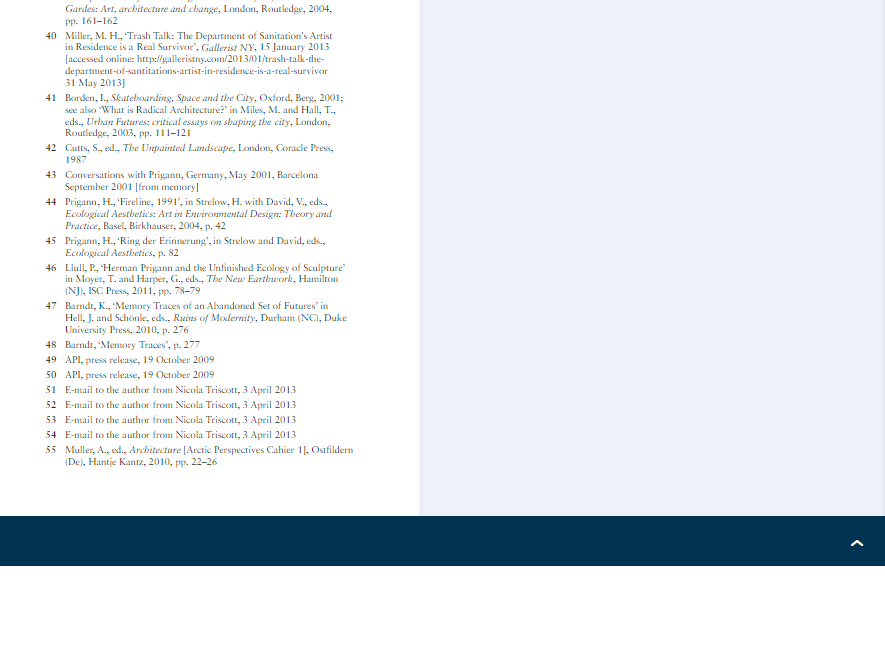 Gardes: Art, architecture and change, London, Routledge, 2004,
pp. 161–162
40 Miller, M. H., ‘Trash Talk: The Department of Sanitation’s Artist
in Residence is a Real Survivor’, Gallerist NY, 15 January 2013
[accessed online: http://galleristny.com/2013/01/trash-talk-the-
department-of-santitations-artist-in-residence-is-a-real-survivor
31 May 2013]
41 Borden, I., Skateboarding, Space and the City, Oxford, Berg, 2001;
see also ‘What is Radical Architecture?’ in Miles, M. and Hall, T.,
eds., Urban Futures: critical essays on shaping the city, London,
Routledge, 2003, pp. 111–121
42 Cutts, S., ed., The Unpainted Landscape, London, Coracle Press,
1987
43 Conversations with Prigann, Germany, May 2001, Barcelona
September 2001 [from memory]
44 Prigann, H., ‘Fireline, 1991’, in Strelow, H. with David, V., eds.,
Ecological Aesthetics: Art in Environmental Design: Theory and
Practice, Basel, Birkhauser, 2004, p. 42
45 Prigann, H., ‘Ring der Erinnerung’, in Strelow and David, eds.,
Ecological Aesthetics, p. 82
46 Llull, P., ‘Herman Prigann and the Unfinished Ecology of Sculpture’
in Moyer, T. and Harper, G., eds., The New Earthwork, Hamilton
(NJ), ISC Press, 2011, pp. 78–79
47 Barndt, K., ‘Memory Traces of an Abandoned Set of Futures’ in
Hell, J. and Schönle, eds., Ruins of Modernity, Durham (NC), Duke
University Press, 2010, p. 276
48 Barndt, ‘Memory Traces’, p. 277
49 API, press release, 19 October 2009
50 API, press release, 19 October 2009
51 E-mail to the author from Nicola Triscott, 3 April 2013
52 E-mail to the author from Nicola Triscott, 3 April 2013
53 E-mail to the author from Nicola Triscott, 3 April 2013
54 E-mail to the author from Nicola Triscott, 3 April 2013
55 Muller, A., ed., Architecture [Arctic Perspectives Cahier 1], Ostfildern
(De), Hantje Kantz, 2010, pp. 22–26